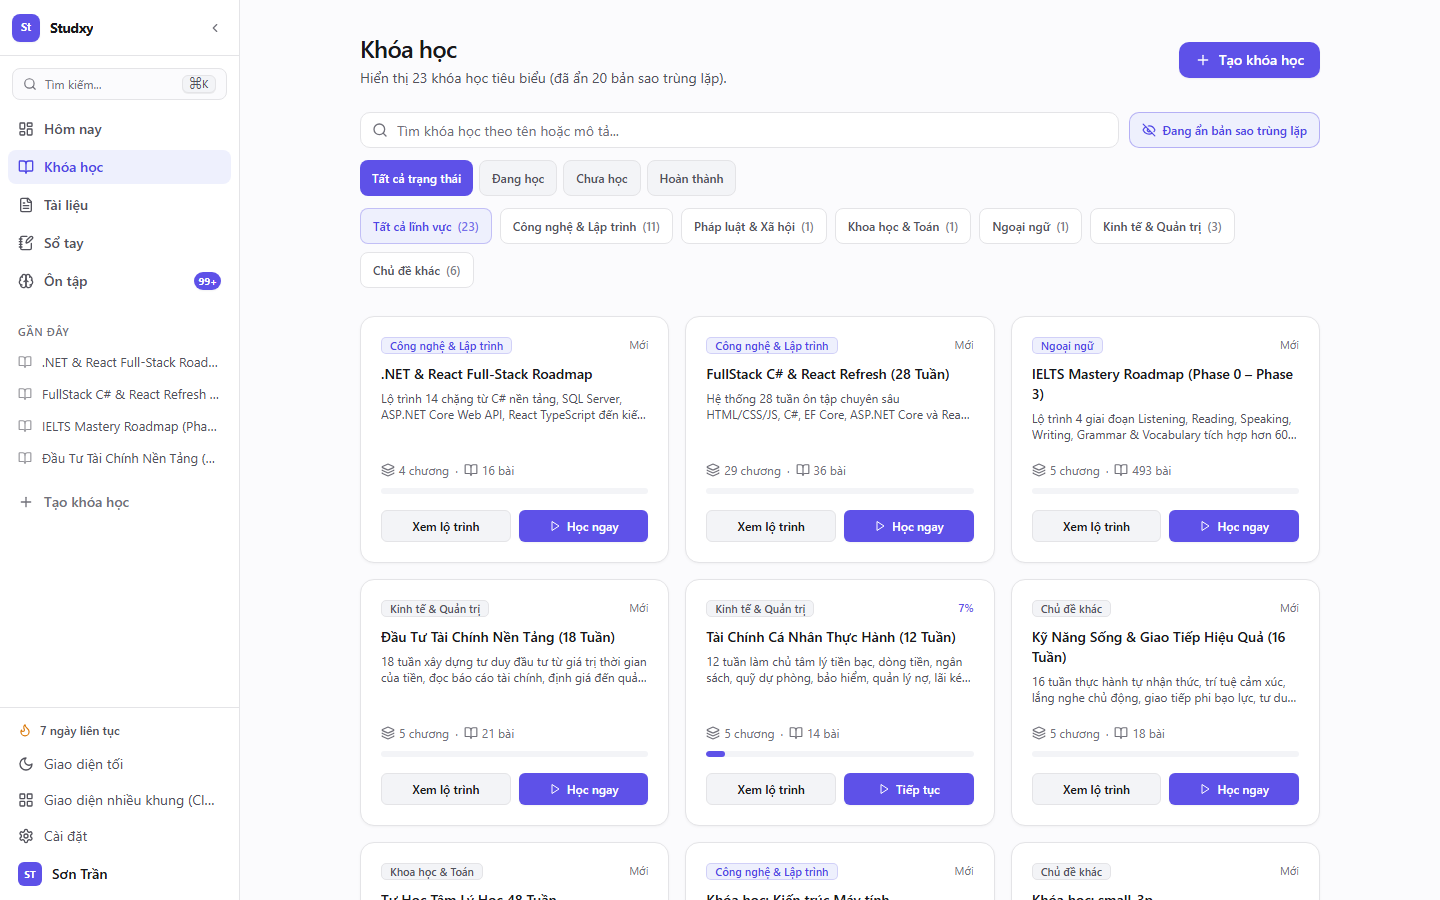 St Studxy
Tìm kiếm... ⌘K
Hôm nay
Khóa học
Tài liệu
Sổ tay
Ôn tập 99+
GẦN ĐÂY
.NET & React Full-Stack Road...
FullStack C# & React Refresh ...
IELTS Mastery Roadmap (Pha...
Đầu Tư Tài Chính Nền Tảng (...
Tạo khóa học
7 ngày liên tục
Giao diện tối
Giao diện nhiều khung (Cl...
Cài đặt
ST Sơn Trần
Khóa học
Hiển thị 23 khóa học tiêu biểu (đã ẩn 20 bản sao trùng lặp).
Tạo khóa học
Tìm khóa học theo tên hoặc mô tả...
Đang ẩn bản sao trùng lặp
Tất cả trạng thái Đang học Chưa học Hoàn thành
Tất cả lĩnh vực (23) Công nghệ & Lập trình (11) Pháp luật & Xã hội (1) Khoa học & Toán (1) Ngoại ngữ (1) Kinh tế & Quản trị (3)
Chủ đề khác (6)
Công nghệ & Lập trình Mới
.NET & React Full-Stack Roadmap
Lộ trình 14 chặng từ C# nền tảng, SQL Server,
ASP.NET Core Web API, React TypeScript đến kiế...
4 chương · 16 bài
Xem lộ trình Học ngay
Công nghệ & Lập trình Mới
FullStack C# & React Refresh (28 Tuần)
Hệ thống 28 tuần ôn tập chuyên sâu
HTML/CSS/JS, C#, EF Core, ASP.NET Core và Rea...
29 chương · 36 bài
Xem lộ trình Học ngay
Ngoại ngữ Mới
IELTS Mastery Roadmap (Phase 0 – Phase
3)
Lộ trình 4 giai đoạn Listening, Reading, Speaking,
Writing, Grammar & Vocabulary tích hợp hơn 60...
5 chương · 493 bài
Xem lộ trình Học ngay
Kinh tế & Quản trị Mới
Đầu Tư Tài Chính Nền Tảng (18 Tuần)
18 tuần xây dựng tư duy đầu tư từ giá trị thời gian
của tiền, đọc báo cáo tài chính, định giá đến quả...
5 chương · 21 bài
Xem lộ trình Học ngay
Kinh tế & Quản trị 7%
Tài Chính Cá Nhân Thực Hành (12 Tuần)
12 tuần làm chủ tâm lý tiền bạc, dòng tiền, ngân
sách, quỹ dự phòng, bảo hiểm, quản lý nợ, lãi ké...
5 chương · 14 bài
Xem lộ trình Tiếp tục
Chủ đề khác Mới
Kỹ Năng Sống & Giao Tiếp Hiệu Quả (16
Tuần)
16 tuần thực hành tự nhận thức, trí tuệ cảm xúc,
lắng nghe chủ động, giao tiếp phi bạo lực, tư du...
5 chương · 18 bài
Xem lộ trình Học ngay
Khoa học & Toán Mới
Tự Học Tâm Lý Học 48 Tuần
Công nghệ & Lập trình Mới
Khóa học: Kiến trúc Máy tính
Chủ đề khác Mới
Khóa học: small-3p